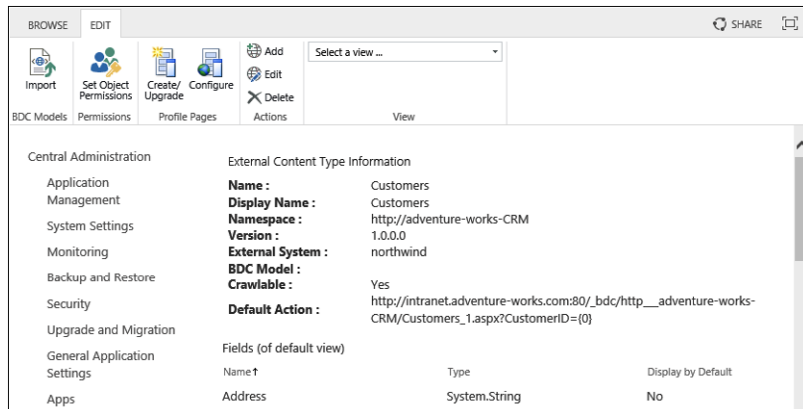 BROWSE EDIT SHARE
Select a view ...
Add
Edit
Delete
Import
Set Object
Permissions
Create/
Upgrade
Configure
BDC Models Permissions Profile Pages Actions View
Central Administration
Application
Management
System Settings
Monitoring
Backup and Restore
Security
Upgrade and Migration
General Application
Settings
Apps
External Content Type Information
Name : Customers
Display Name : Customers
Namespace : http://adventure-works-CRM
Version : 1.0.0.0
External System : northwind
BDC Model :
Crawlable : Yes
Default Action : http://intranet.adventure-works.com:80/_bdc/http___adventure-works-
CRM/Customers_1.aspx?CustomerID={0}
Fields (of default view)
Name↑ Type Display by Default
Address System.String No